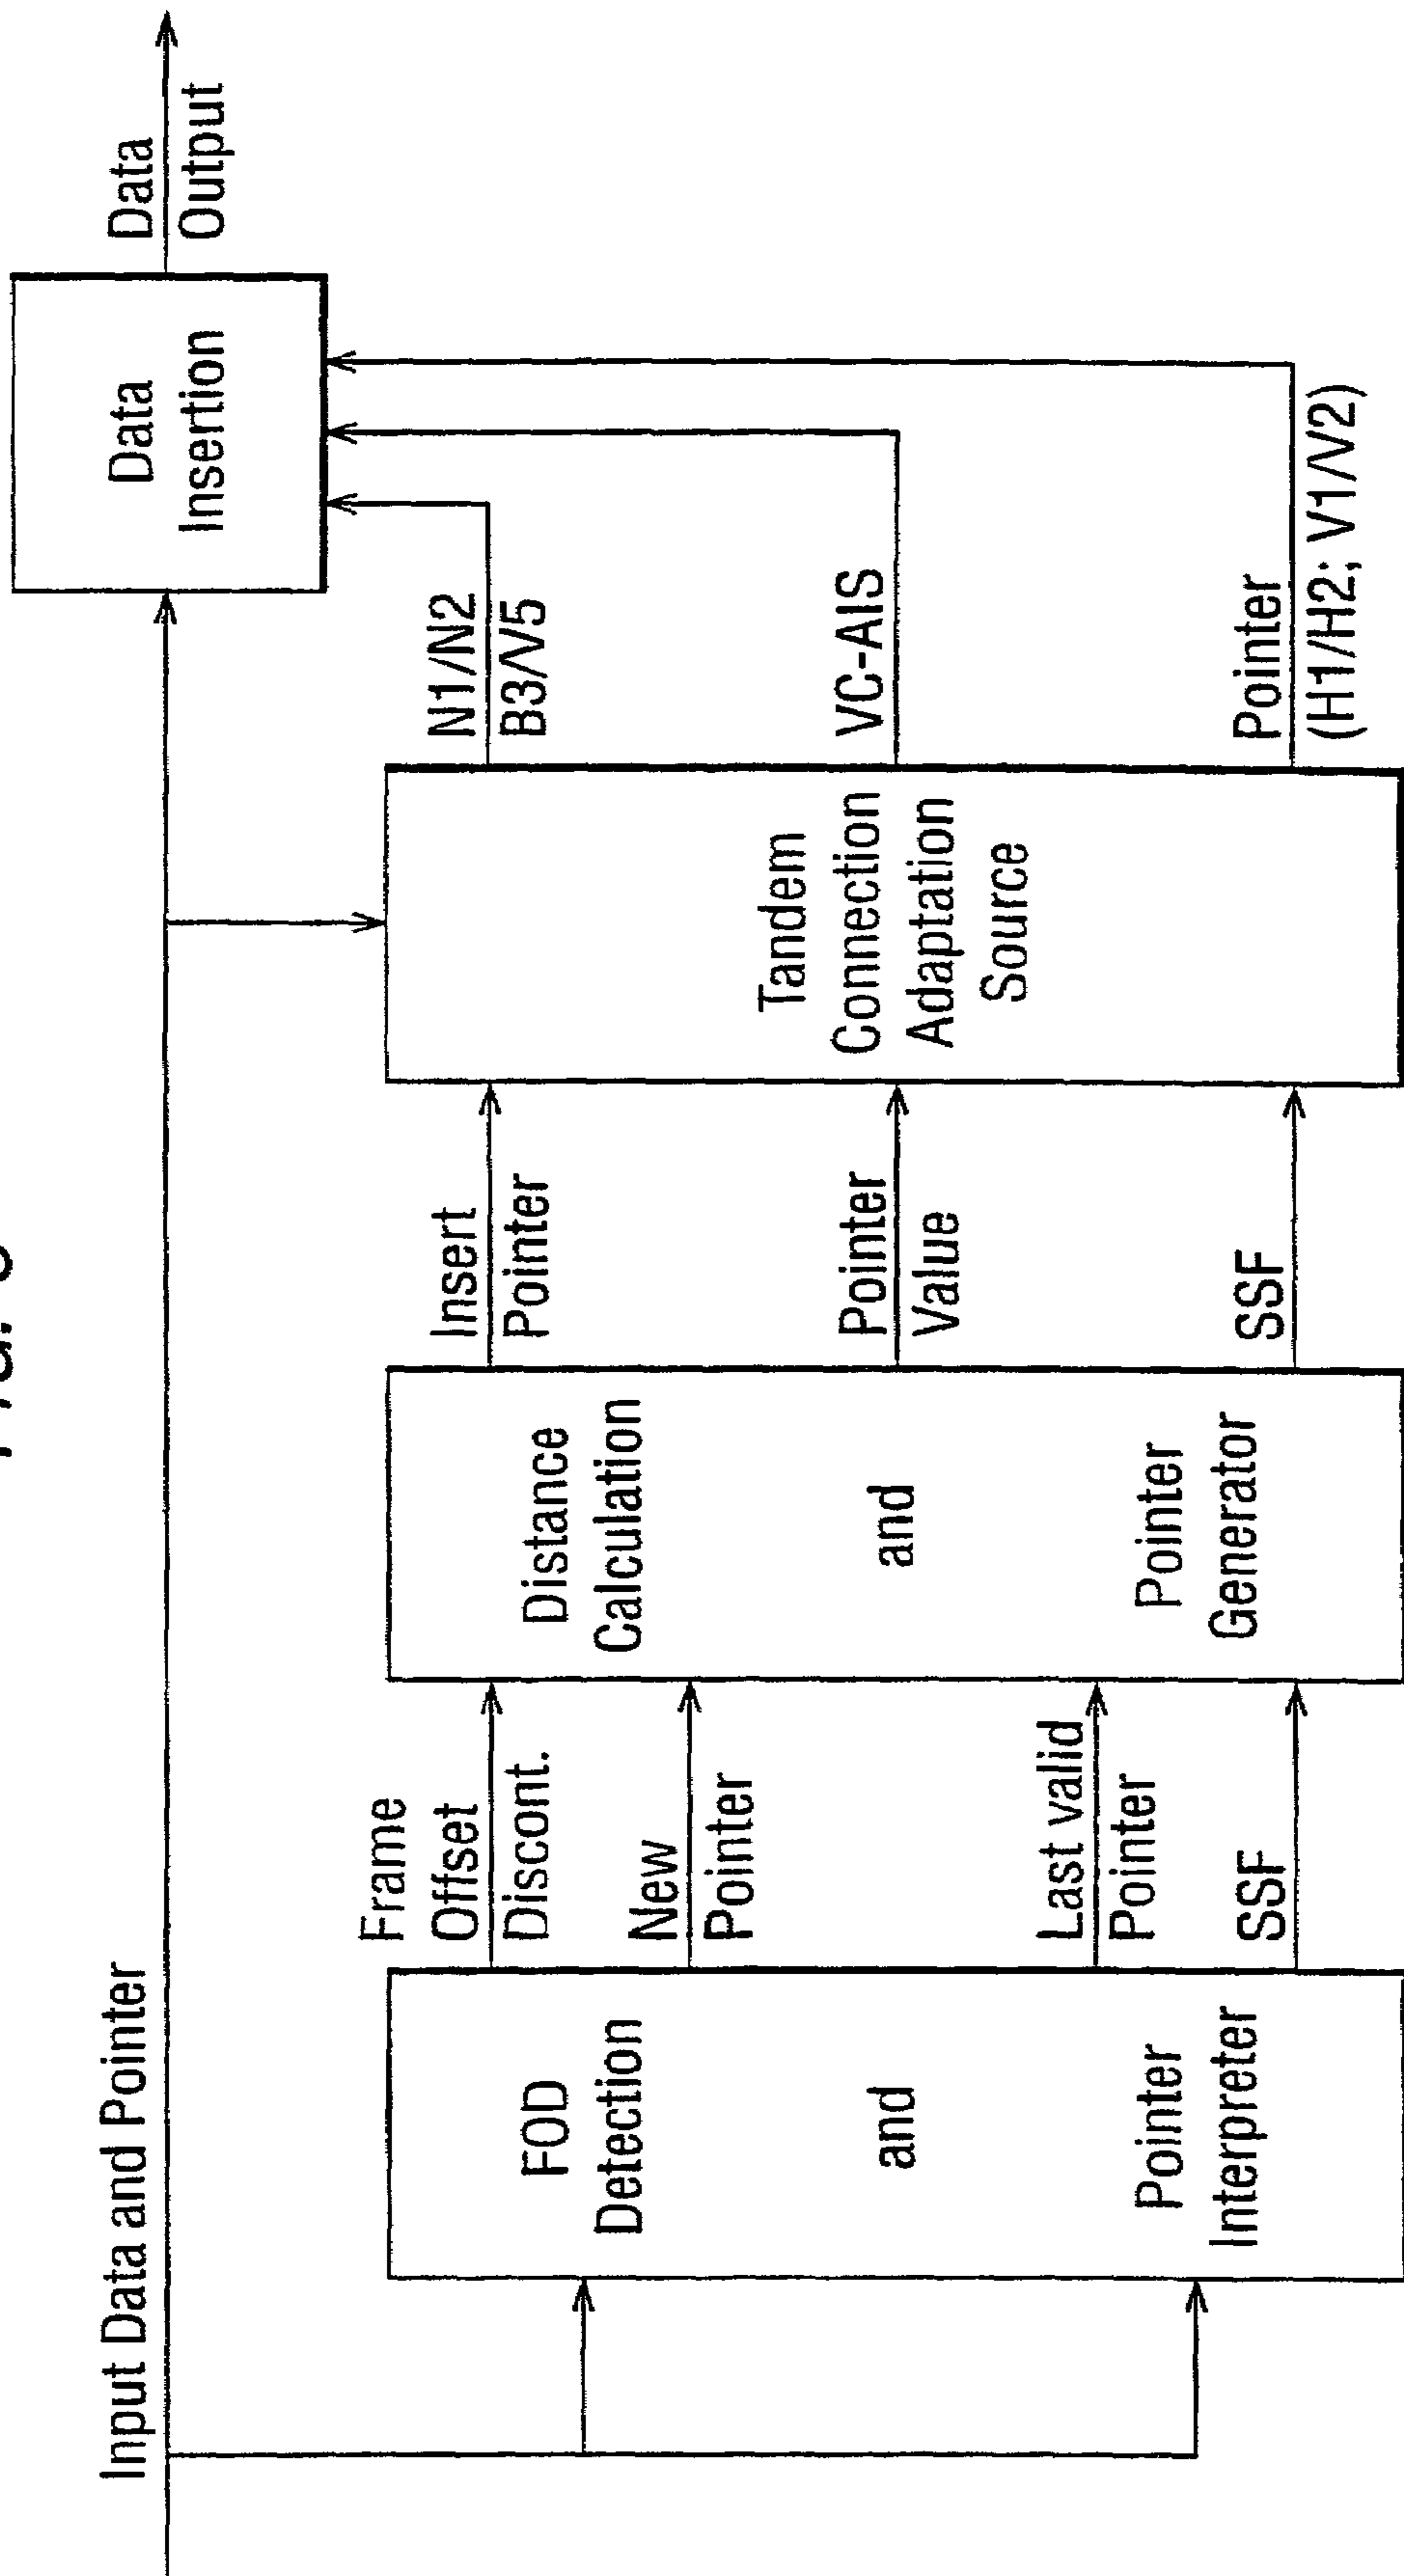 Input Data and Pointer
FOD
Detection
and
Pointer
Interpreter
Frame
Offset
Discont.
New
Pointer
Last valid
Pointer
SSF
Distance
Calculation
and
Pointer
Generator
Insert
Pointer
Pointer
Value
SSF
Tandem
Connection
Adaptation
Source
N1/N2
B3/V5
VC-AIS
Pointer
(H1/H2; V1/V2)
Data
Insertion
Data
Output